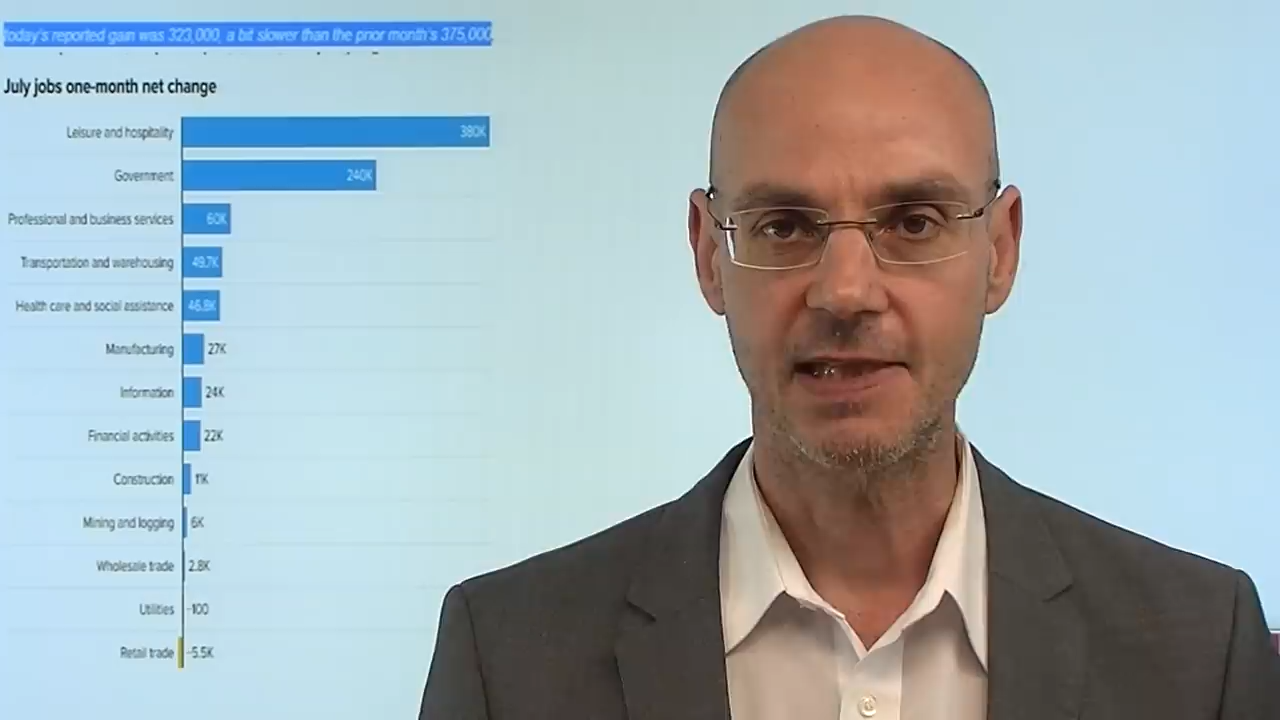 today's reported gain was 323,000, a bit slower than the prior month's 375,000
July jobs one-month net change
Leisure and hospitality 380K
Government 240K
Professional and business services 60K
Transportation and warehousing 49.7K
Health care and social assistance 46.8K
Manufacturing 27K
Information 24K
Financial activities 22K
Construction 11K
Mining and logging 6K
Wholesale trade 2.8K
Utilities -100
Retail trade -5.5K